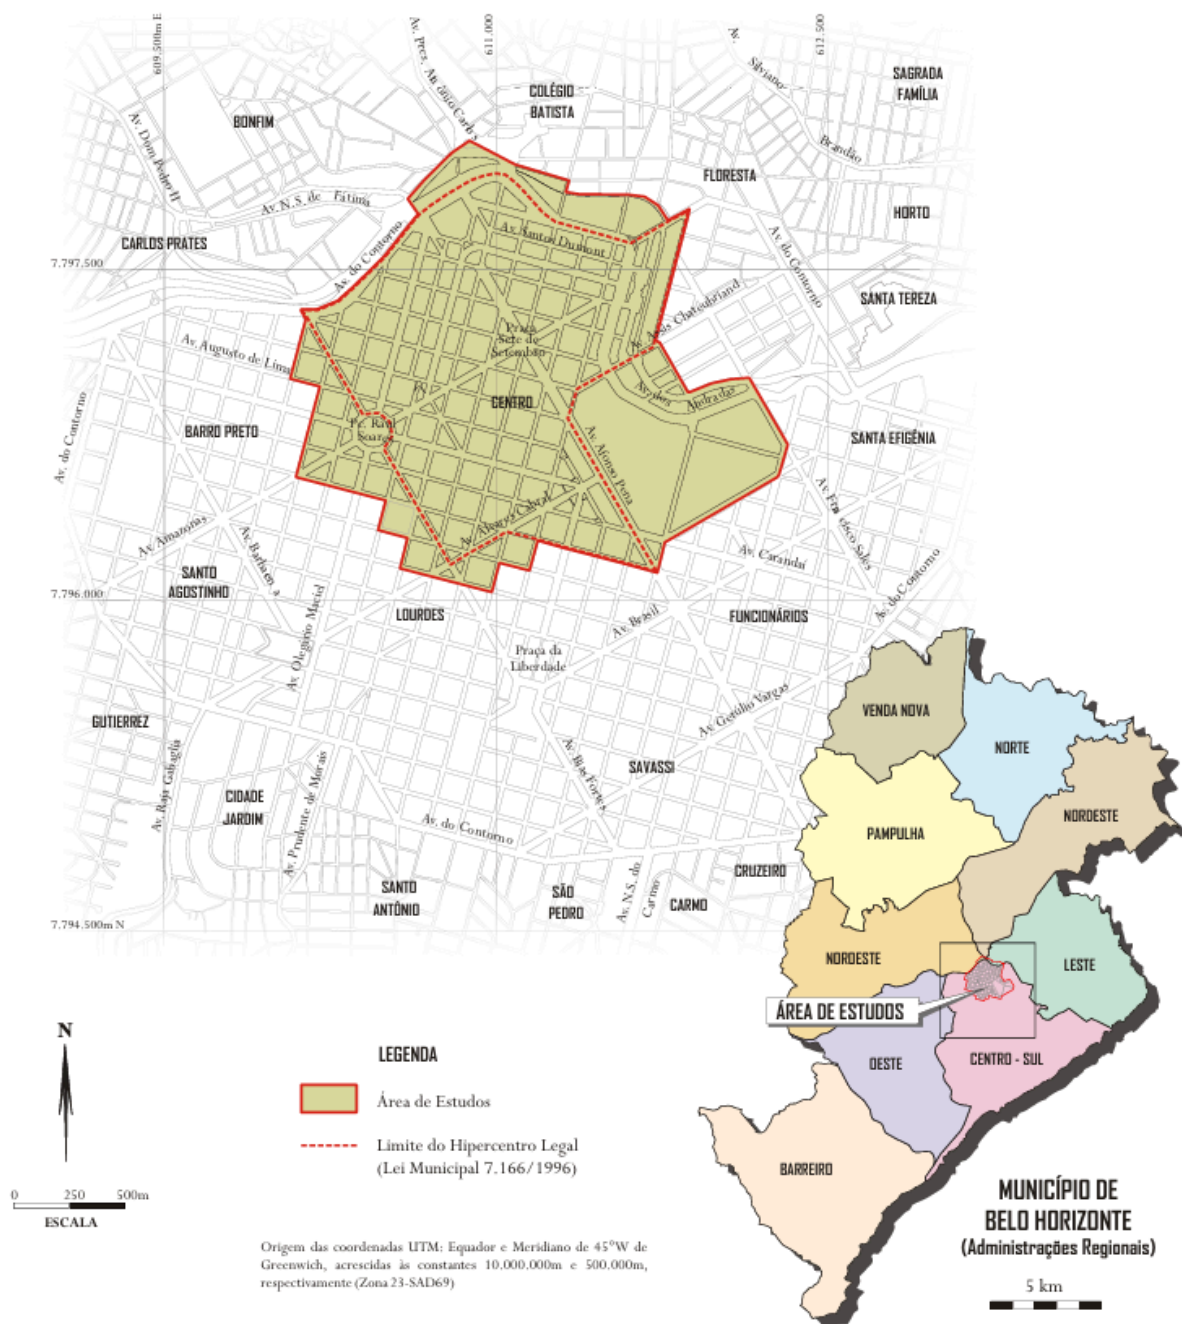 609.500m E
611.000
612.500
Av. Pres. Antônio Carlos
Av. Silviano Brandão
SAGRADA
FAMÍLIA
COLÉGIO
BATISTA
BONFIM
Av. Dom Pedro II
FLORESTA
Av. N.S. de Fátima
HORTO
CARLOS PRATES
Av. do Contorno
Av. Santos Dumont
Av. do Contorno
7.797.500
SANTA TEREZA
Av. Assis Chateubriand
Praça
Sete de
Setembro
Av. Augusto de Lima
Av. dos Andradas
CENTRO
Av. do Contorno
BARRO PRETO
Pc. Raul
Soares
SANTA EFIGÊNIA
Av. Afonso Pena
Av. Álvares Cabral
Av. Francisco Sales
Av. Amazonas
Av. Barbacena
Av. Carandaí
SANTO
AGOSTINHO
Av. do Contorno
7.796.000
Av. Olegário Maciel
LOURDES
Av. Brasil
FUNCIONÁRIOS
Praça da
Liberdade
GUTIERREZ
Av. Getúlio Vargas
Av. Raja Gabaglia
Av. Prudente de Morais
Av. Bias Fortes
SAVASSI
CIDADE
JARDIM
Av. do Contorno
CRUZEIRO
SANTO
ANTÔNIO
SÃO
PEDRO
Av. N.S. do
Carmo
CARMO
7.794.500m N
VENDA NOVA
NORTE
NORDESTE
PAMPULHA
NOROESTE
LESTE
ÁREA DE ESTUDOS
OESTE
CENTRO - SUL
BARREIRO
N
LEGENDA
Área de Estudos
Limite do Hipercentro Legal
(Lei Municipal 7.166/1996)
0 250 500m
ESCALA
MUNICÍPIO DE
BELO HORIZONTE
(Administrações Regionais)
5 km
Origem das coordenadas UTM: Equador e Meridiano de 45°W de
Greenwich, acrescidas às constantes 10.000,000m e 500,000m,
respectivamente (Zona 23-SAD69)